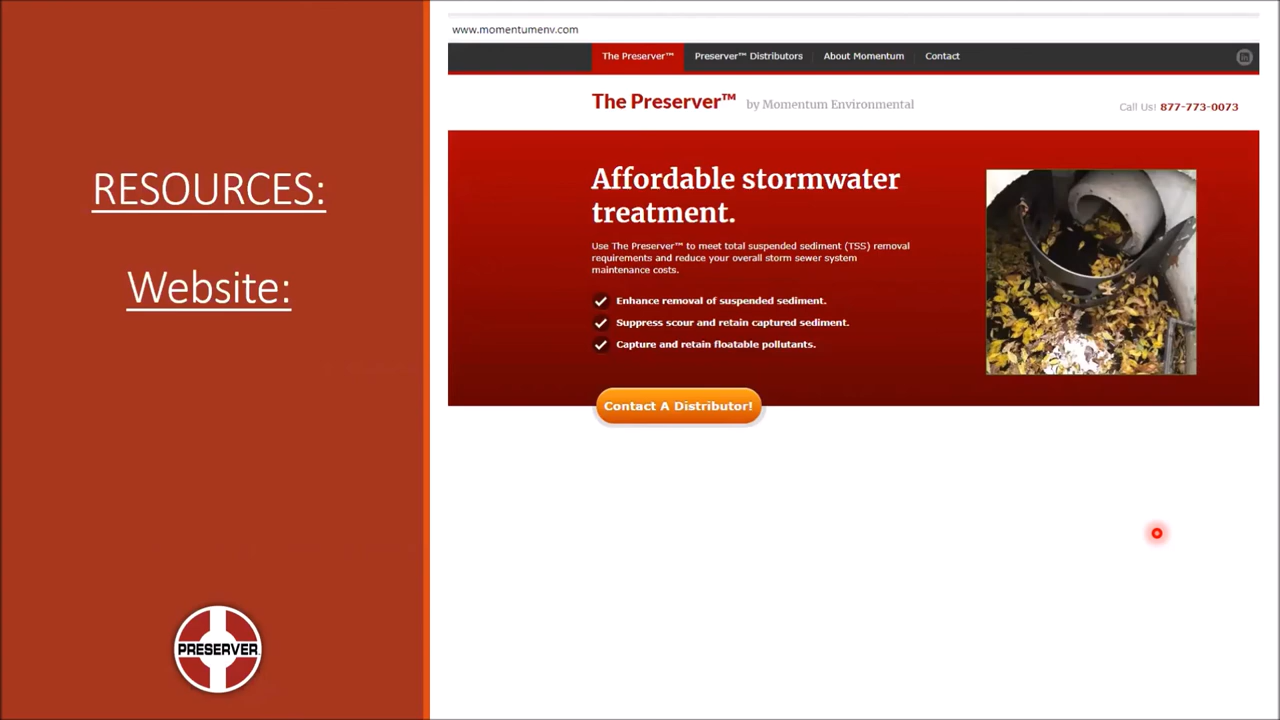 RESOURCES:
Website:
PRESERVER
www.momentumenv.com
The Preserver™ Preserver™ Distributors About Momentum Contact in
The Preserver™ by Momentum Environmental
Call Us! 877-773-0073
Affordable stormwater
treatment.
Use The Preserver™ to meet total suspended sediment (TSS) removal
requirements and reduce your overall storm sewer system
maintenance costs.
Enhance removal of suspended sediment.
Suppress scour and retain captured sediment.
Capture and retain floatable pollutants.
Contact A Distributor!